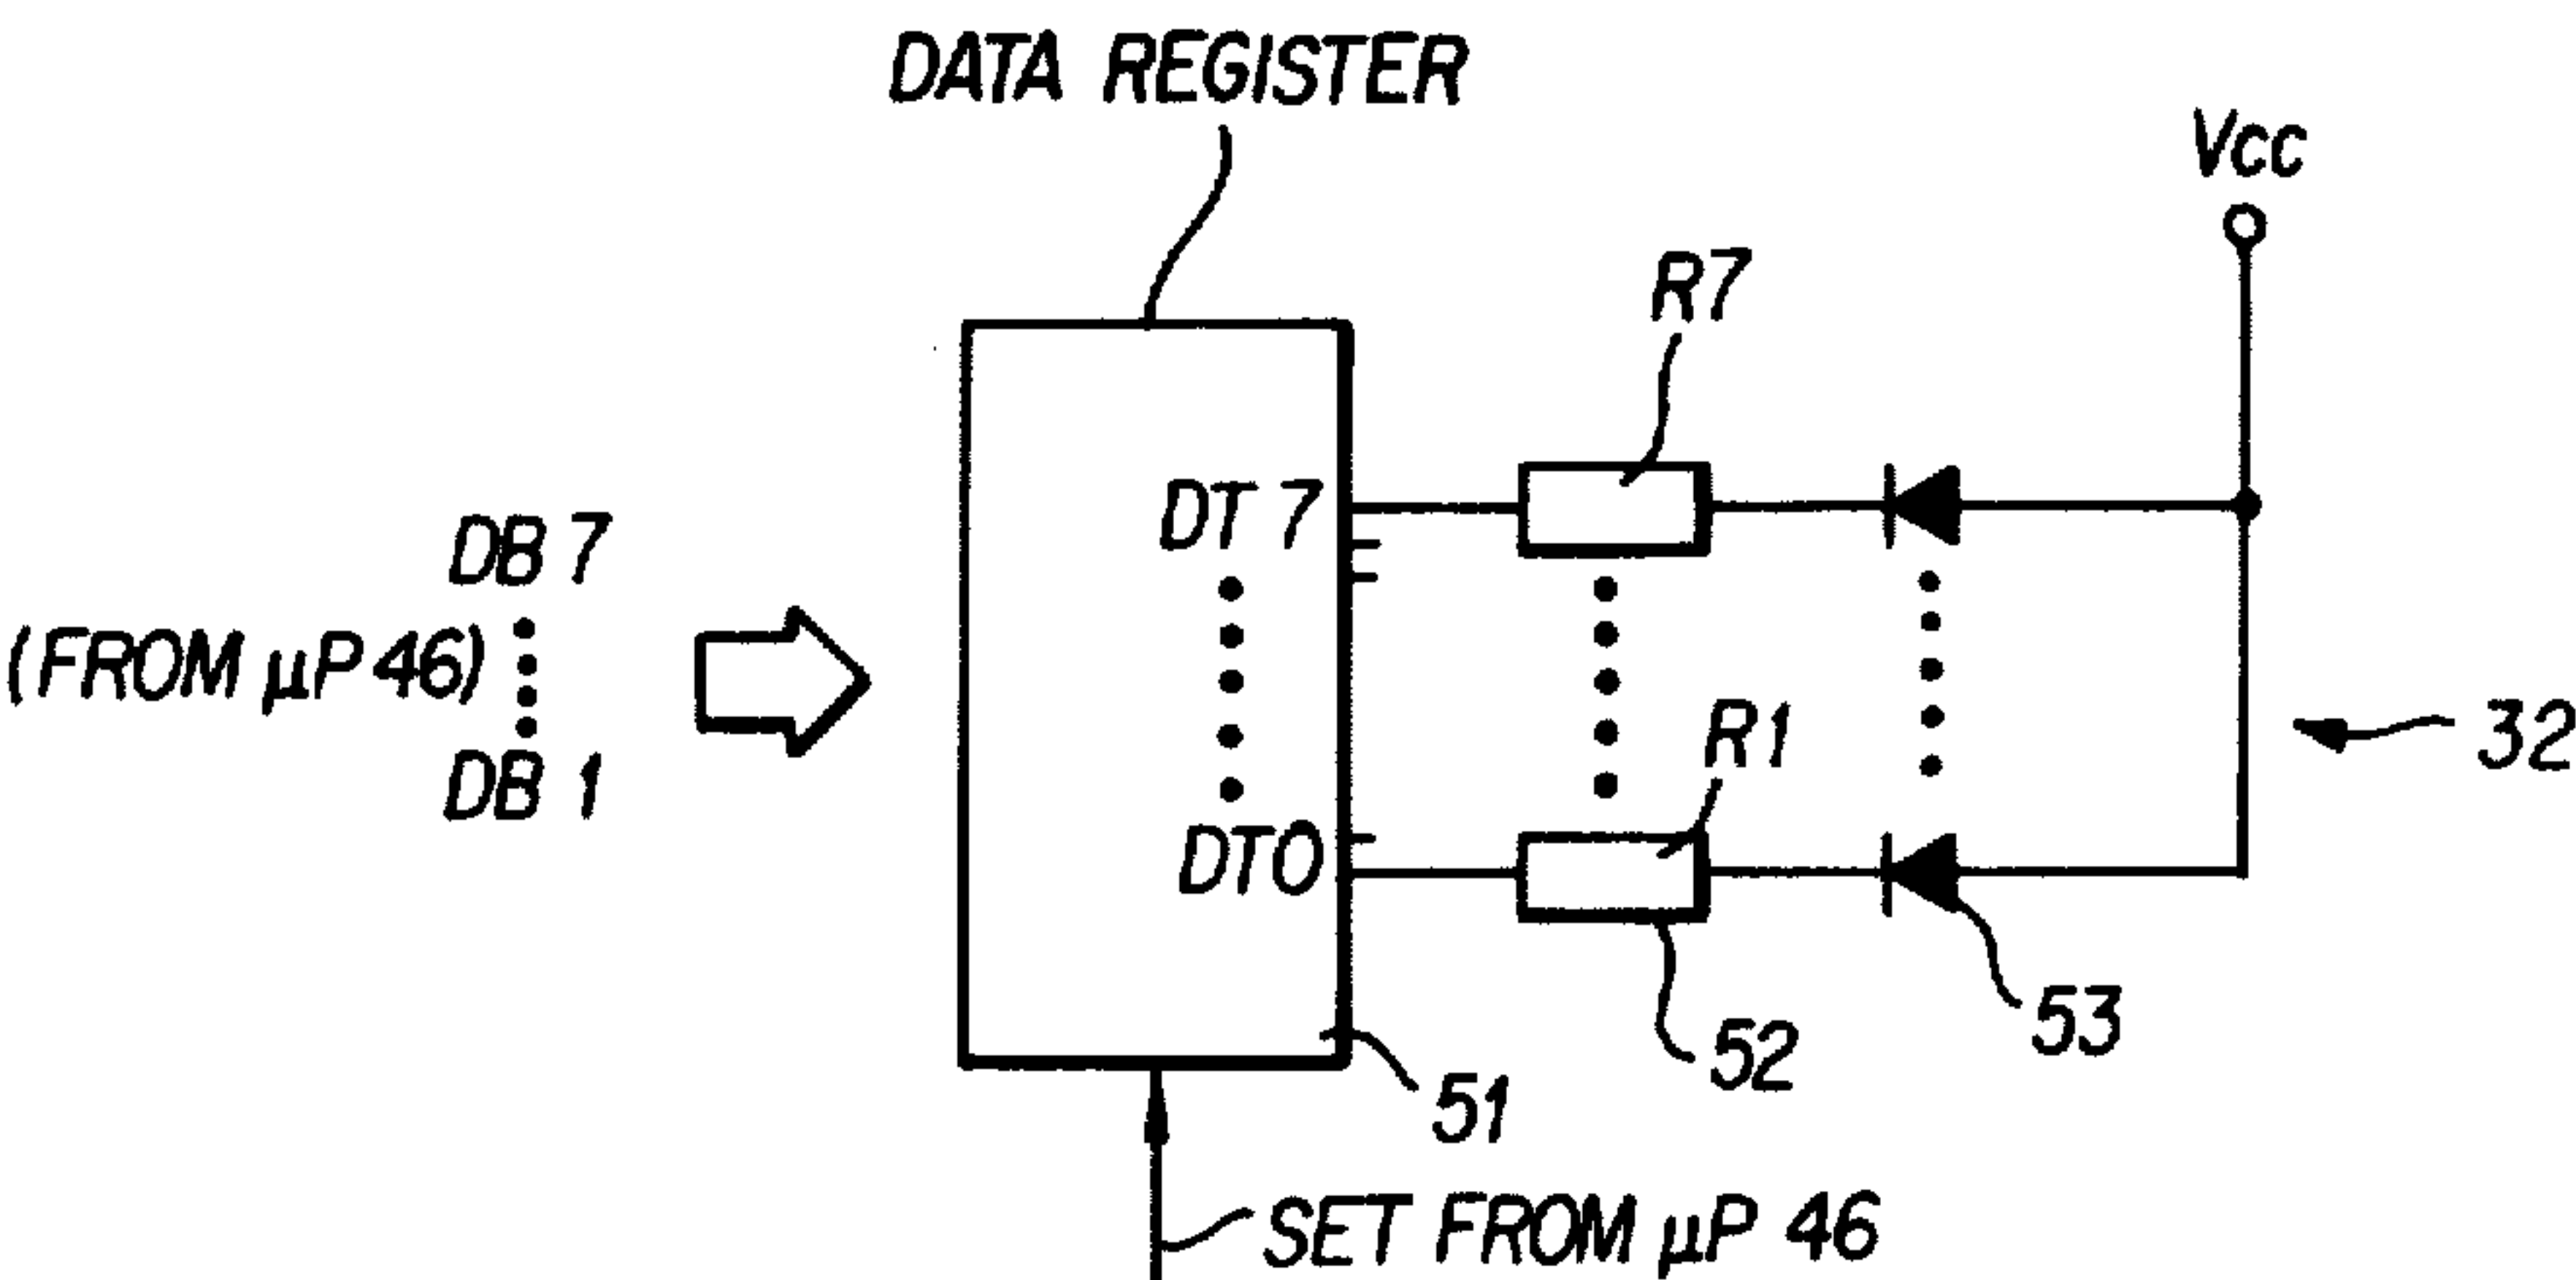 DATA REGISTER
Vcc
R7
DT 7
DB 7
(FROM μP 46)
DB 1
R1
32
DT0
53
52
51
SET FROM μP 46